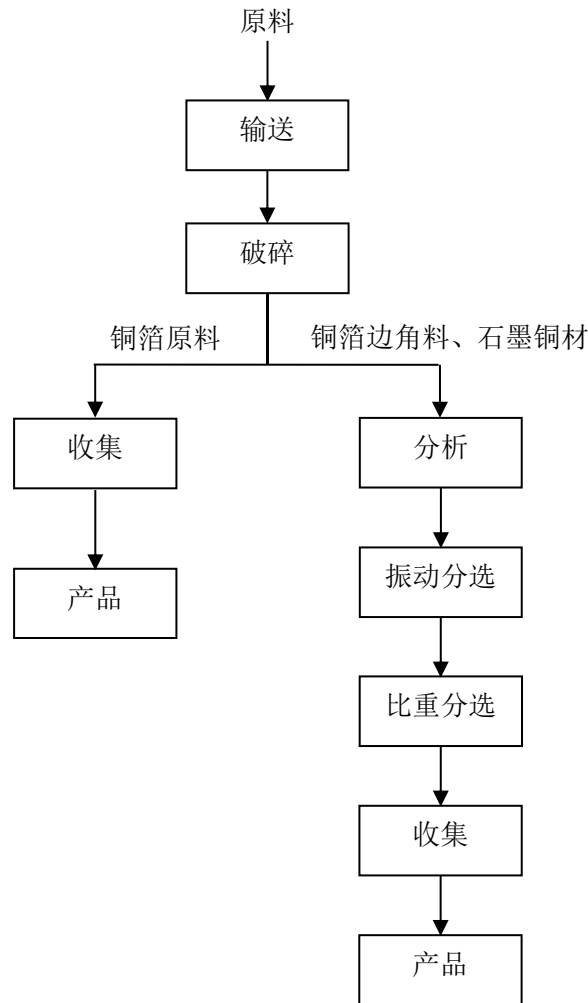 原料
输送
破碎
铜箔原料
铜箔边角料、石墨铜材
收集
分析
产品
振动分选
比重分选
收集
产品